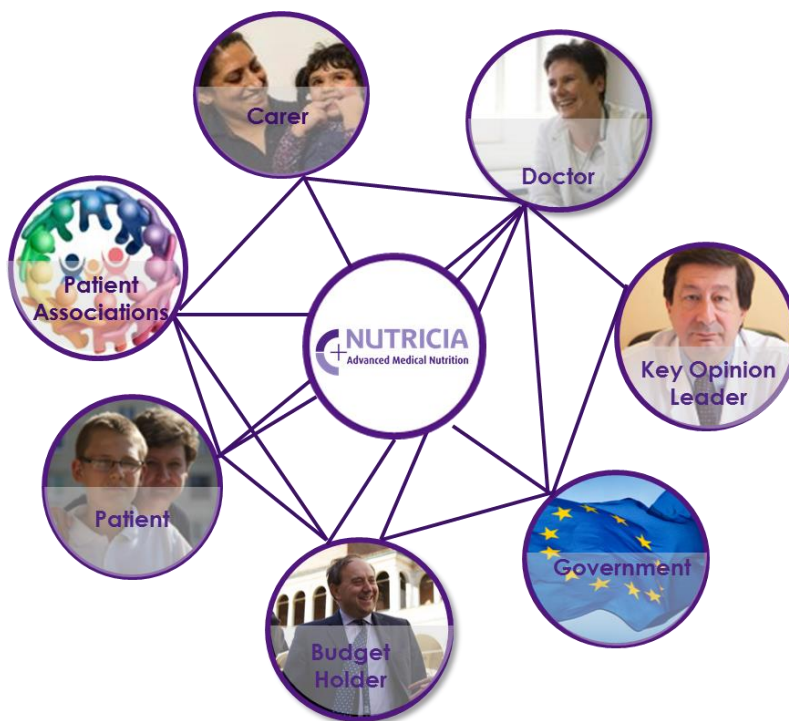 Carer
Doctor
Patient
Associations
NUTRICIA
Advanced Medical Nutrition
Key Opinion
Leader
Patient
Government
Budget
Holder